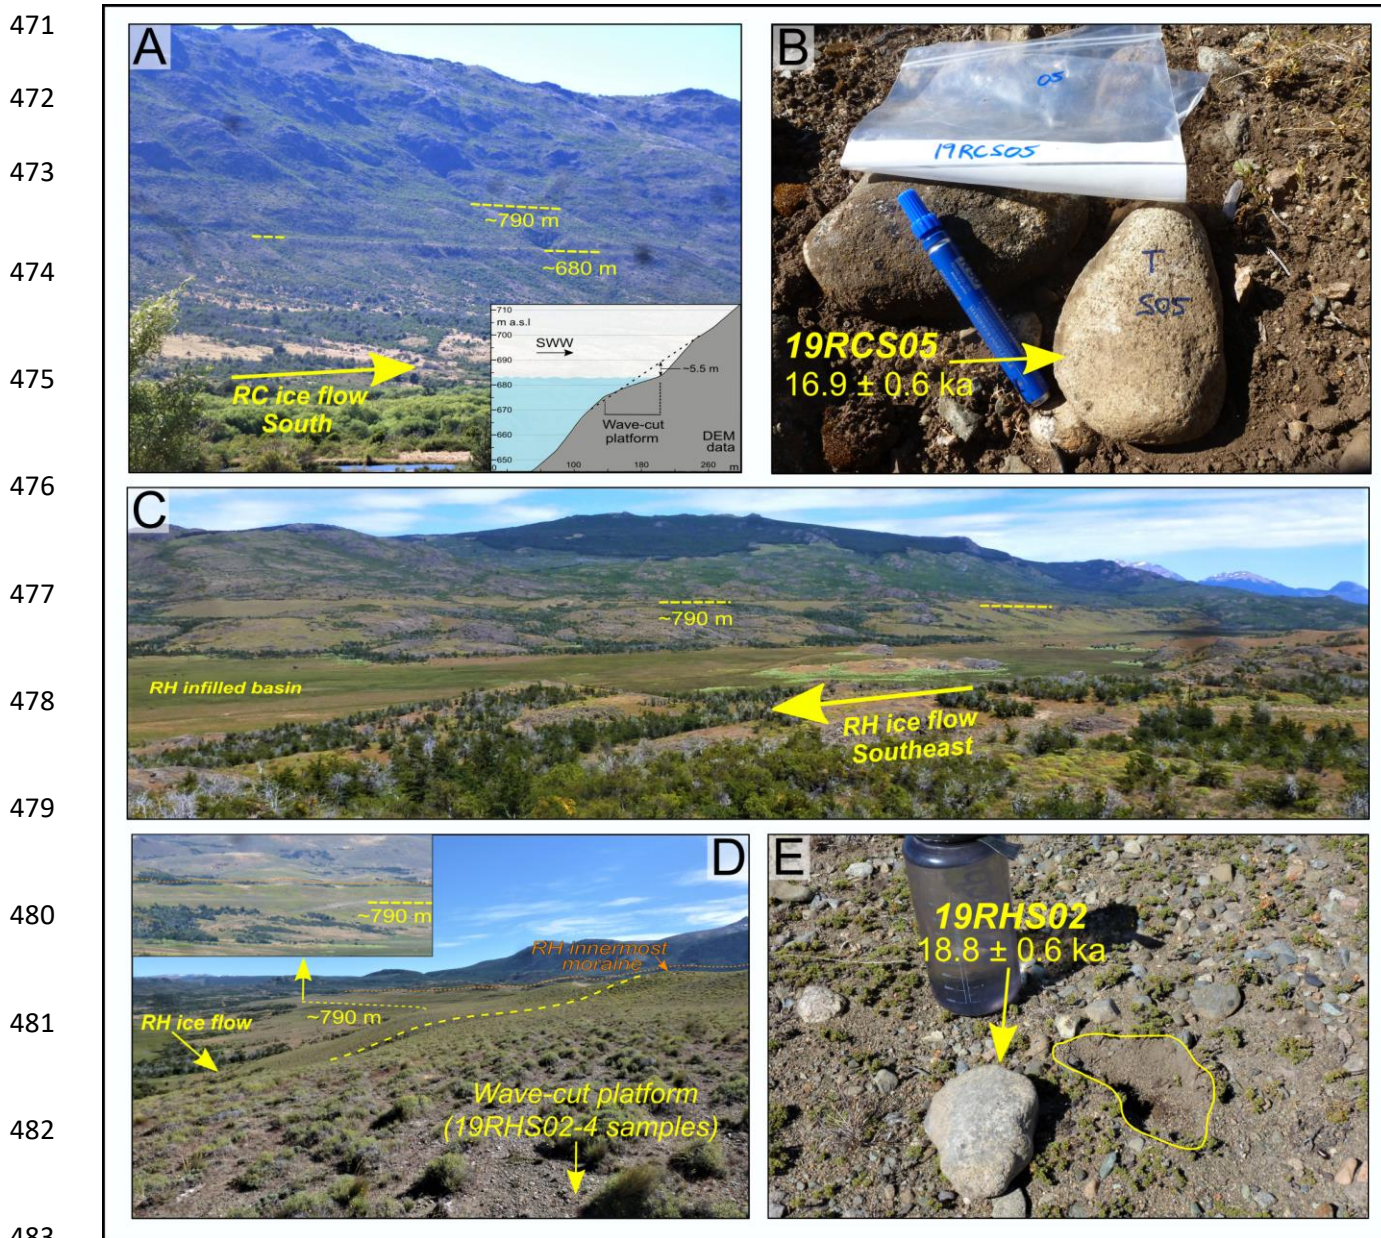 471
472
473
474
475
476
477
478
479
480
481
482
483
A
~790 m
~680 m
RC ice flow
South
710
m a.s.l
700
690
680
670
660
650
SWW
~5.5 m
Wave-cut
platform
DEM
data
100
180
260
m
B
05
19RCS05
T
S05
19RCS05
16.9 ± 0.6 ka
C
~790 m
RH infilled basin
RH ice flow
Southeast
D
~790 m
RH innermost
moraine
~790 m
RH ice flow
Wave-cut platform
(19RHS02-4 samples)
E
19RHS02
18.8 ± 0.6 ka